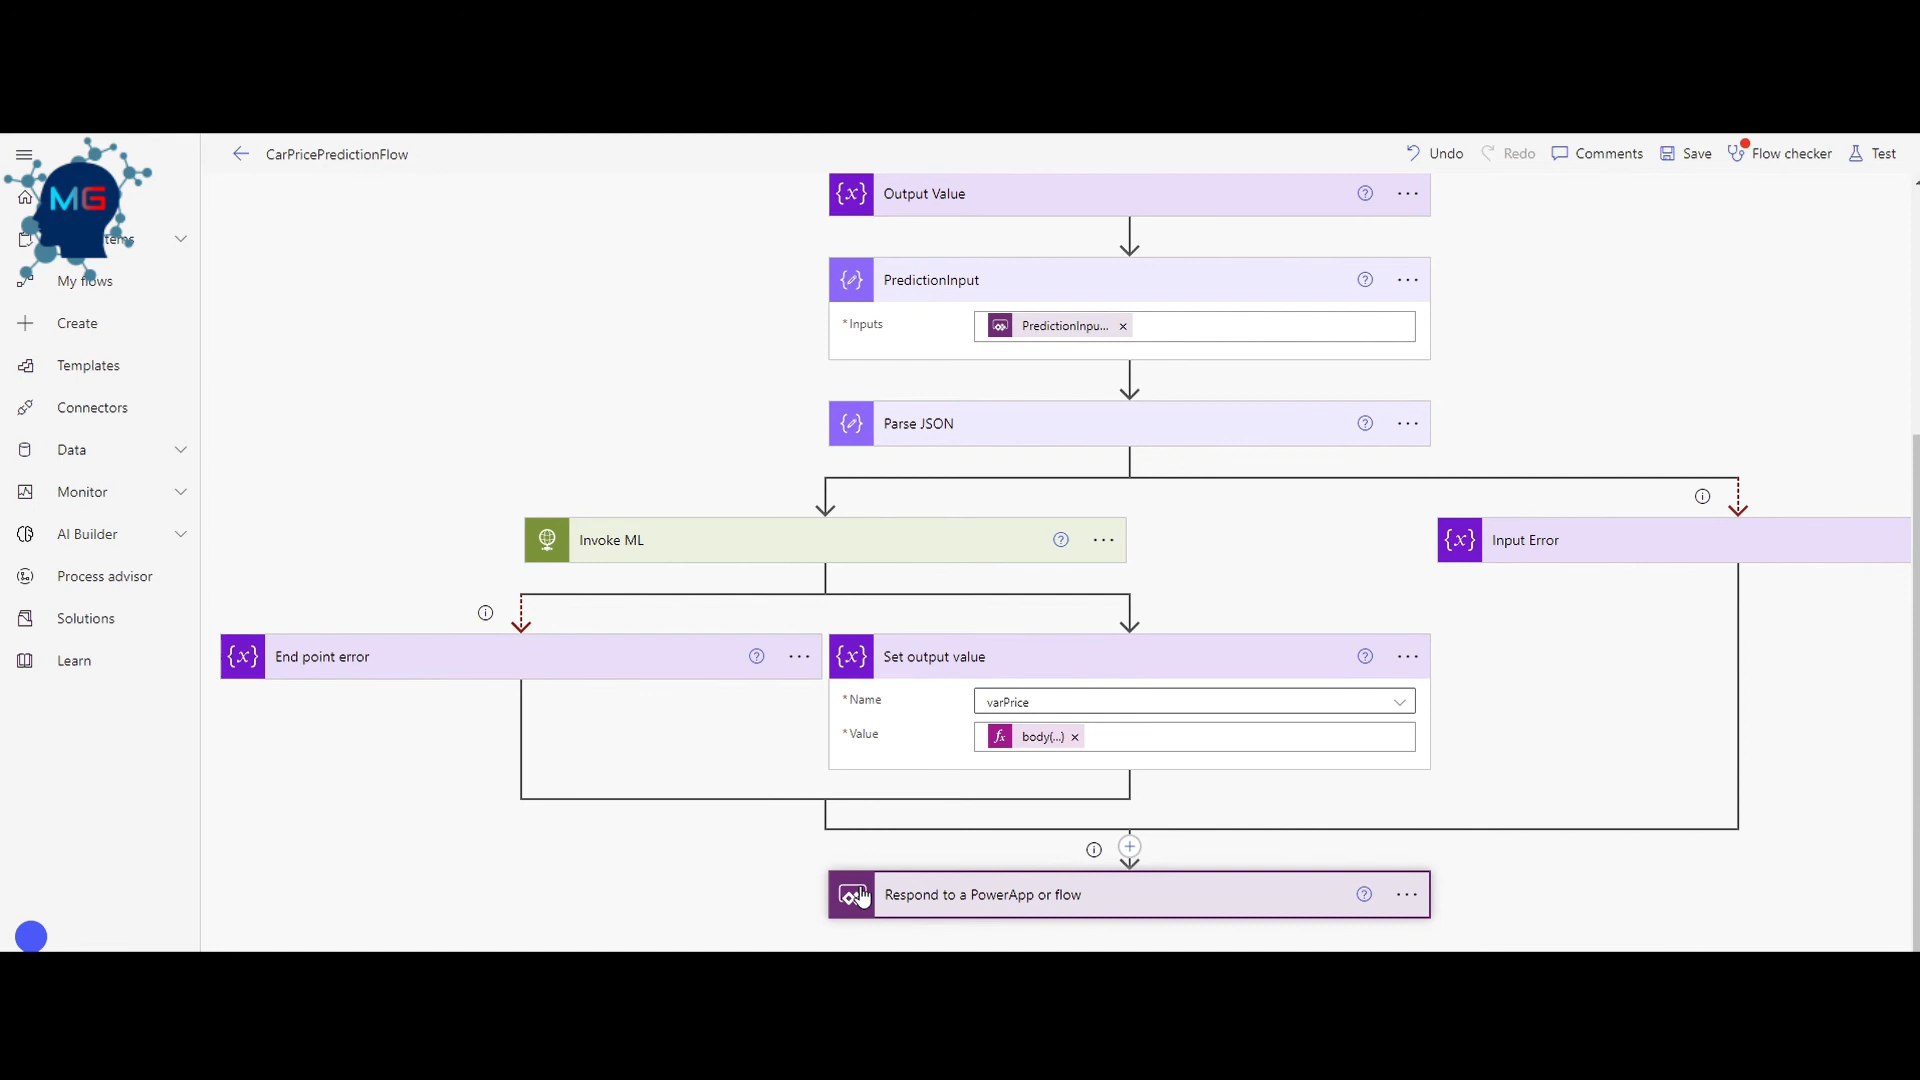 CarPricePredictionFlow
Undo
Redo
Comments
Save
Flow checker
Test
MG
tems
My flows
Create
Templates
Connectors
Data
Monitor
AI Builder
Process advisor
Solutions
Learn
{x} Output Value
PredictionInput
*Inputs
PredictionInpu... ×
Parse JSON
Invoke ML
{x} Input Error
{x} End point error
{x} Set output value
*Name
varPrice
*Value
fx body(...) ×
Respond to a PowerApp or flow